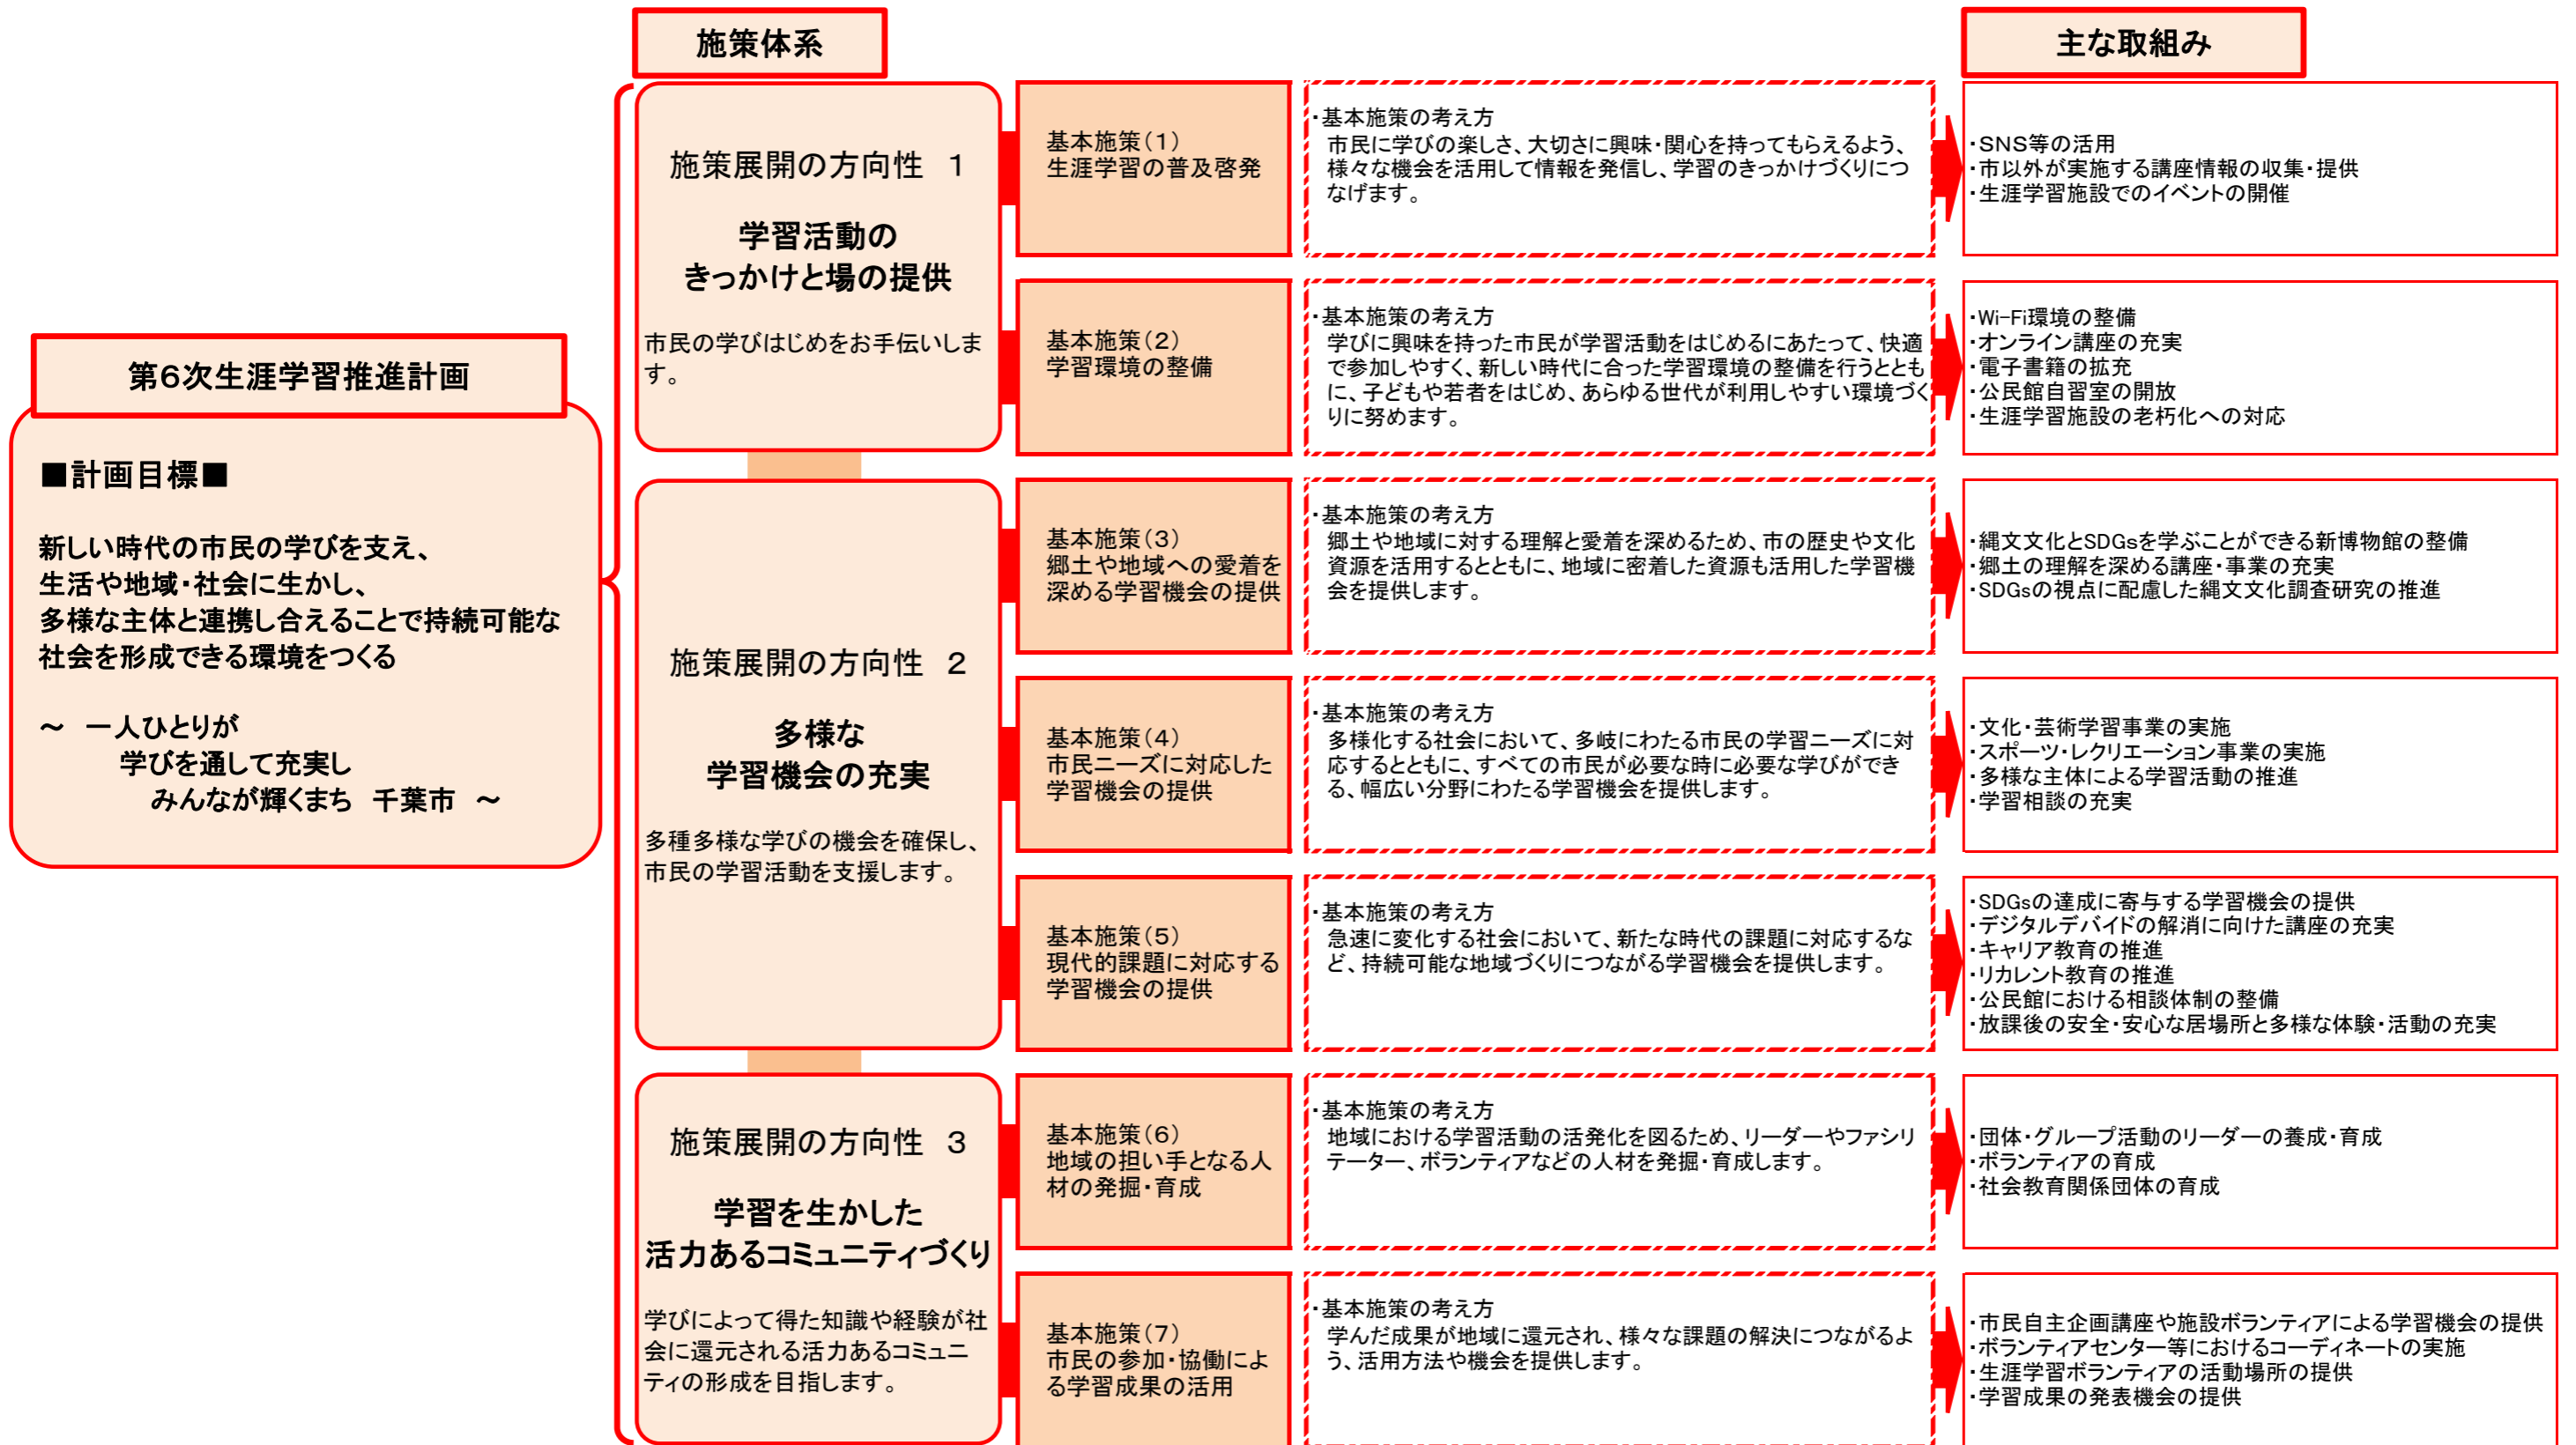 施策体系
主な取組み
第6次生涯学習推進計画
■計画目標■
新しい時代の市民の学びを支え、
生活や地域・社会に生かし、
多様な主体と連携し合えることで持続可能な
社会を形成できる環境をつくる
～ 一人ひとりが
学びを通して充実し
みんなが輝くまち 千葉市 ～
施策展開の方向性 1
学習活動の
きっかけと場の提供
市民の学びはじめをお手伝いしま
す。
基本施策(1)
生涯学習の普及啓発
・基本施策の考え方
市民に学びの楽しさ、大切さに興味・関心を持ってもらえるよう、
様々な機会を活用して情報を発信し、学習のきっかけづくりにつ
なげます。
・SNS等の活用
・市以外が実施する講座情報の収集・提供
・生涯学習施設でのイベントの開催
基本施策(2)
学習環境の整備
・基本施策の考え方
学びに興味を持った市民が学習活動をはじめるにあたって、快適
で参加しやすく、新しい時代に合った学習環境の整備を行うととも
に、子どもや若者をはじめ、あらゆる世代が利用しやすい環境づく
りに努めます。
・Wi-Fi環境の整備
・オンライン講座の充実
・電子書籍の拡充
・公民館自習室の開放
・生涯学習施設の老朽化への対応
施策展開の方向性 2
多様な
学習機会の充実
多種多様な学びの機会を確保し、
市民の学習活動を支援します。
基本施策(3)
郷土や地域への愛着を
深める学習機会の提供
・基本施策の考え方
郷土や地域に対する理解と愛着を深めるため、市の歴史や文化
資源を活用するとともに、地域に密着した資源も活用した学習機
会を提供します。
・縄文文化とSDGsを学ぶことができる新博物館の整備
・郷土の理解を深める講座・事業の充実
・SDGsの視点に配慮した縄文文化調査研究の推進
基本施策(4)
市民ニーズに対応した
学習機会の提供
・基本施策の考え方
多様化する社会において、多岐にわたる市民の学習ニーズに対
応するとともに、すべての市民が必要な時に必要な学びができ
る、幅広い分野にわたる学習機会を提供します。
・文化・芸術学習事業の実施
・スポーツ・レクリエーション事業の実施
・多様な主体による学習活動の推進
・学習相談の充実
基本施策(5)
現代的課題に対応する
学習機会の提供
・基本施策の考え方
急速に変化する社会において、新たな時代の課題に対応するな
ど、持続可能な地域づくりにつながる学習機会を提供します。
・SDGsの達成に寄与する学習機会の提供
・デジタルデバイドの解消に向けた講座の充実
・キャリア教育の推進
・リカレント教育の推進
・公民館における相談体制の整備
・放課後の安全・安心な居場所と多様な体験・活動の充実
施策展開の方向性 3
学習を生かした
活力あるコミュニティづくり
学びによって得た知識や経験が社
会に還元される活力あるコミュニ
ティの形成を目指します。
基本施策(6)
地域の担い手となる人
材の発掘・育成
・基本施策の考え方
地域における学習活動の活発化を図るため、リーダーやファシリ
テーター、ボランティアなどの人材を発掘・育成します。
・団体・グループ活動のリーダーの養成・育成
・ボランティアの育成
・社会教育関係団体の育成
基本施策(7)
市民の参加・協働によ
る学習成果の活用
・基本施策の考え方
学んだ成果が地域に還元され、様々な課題の解決につながるよ
う、活用方法や機会を提供します。
・市民自主企画講座や施設ボランティアによる学習機会の提供
・ボランティアセンター等におけるコーディネートの実施
・生涯学習ボランティアの活動場所の提供
・学習成果の発表機会の提供